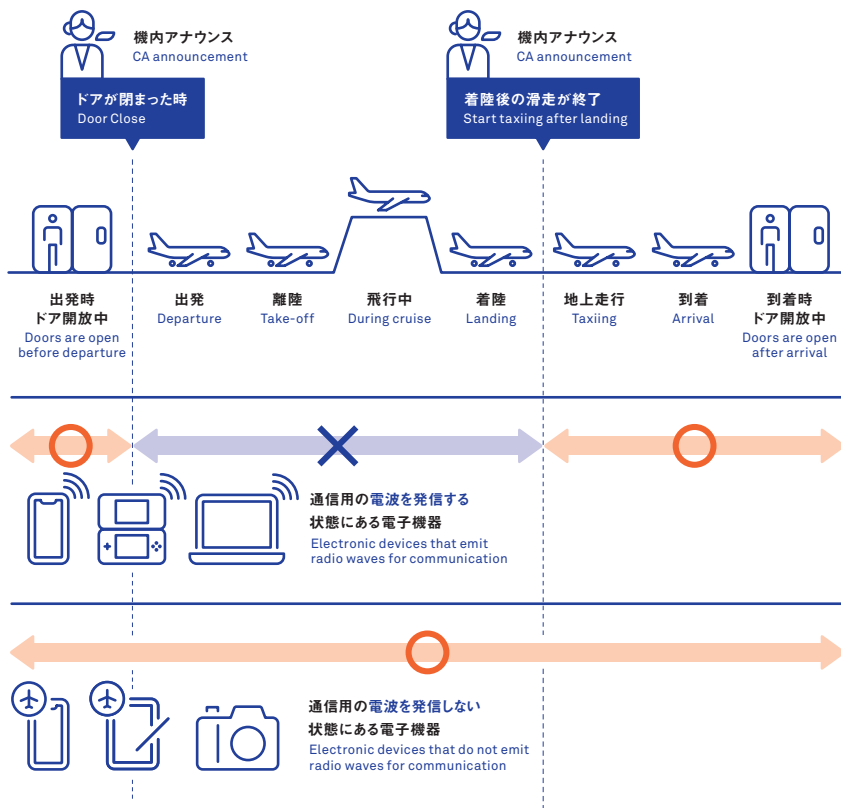 機内アナウンス
CA announcement
機内アナウンス
CA announcement
ドアが閉まった時
Door Close
着陸後の滑走が終了
Start taxiing after landing
出発時
ドア開放中
Doors are open
before departure
出発
Departure
離陸
Take-off
飛行中
During cruise
着陸
Landing
地上走行
Taxiing
到着
Arrival
到着時
ドア開放中
Doors are open
after arrival
通信用の電波を発信する
状態にある電子機器
Electronic devices that emit
radio waves for communication
通信用の電波を発信しない
状態にある電子機器
Electronic devices that do not emit
radio waves for communication